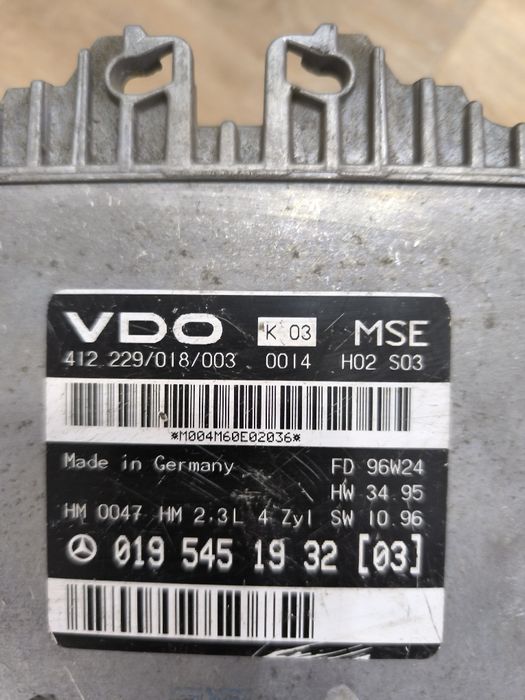 VDO K 03 MSE
412 229/018/003 0014 H02 S03
*M004M60E02036*
Made in Germany FD 96W24
HW 34.95
HM 0047 HM 2.3L 4 Zyl SW 10.96
019 545 19 32 [03]